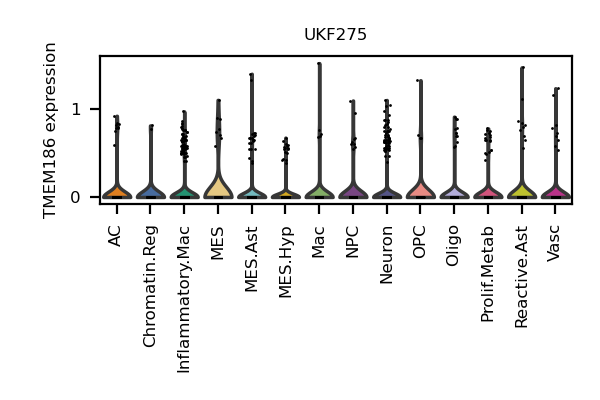 UKF275
TMEM186 expression
1
0
AC
Chromatin.Reg
Inflammatory.Mac
MES
MES.Ast
MES.Hyp
Mac
NPC
Neuron
OPC
Oligo
Prolif.Metab
Reactive.Ast
Vasc